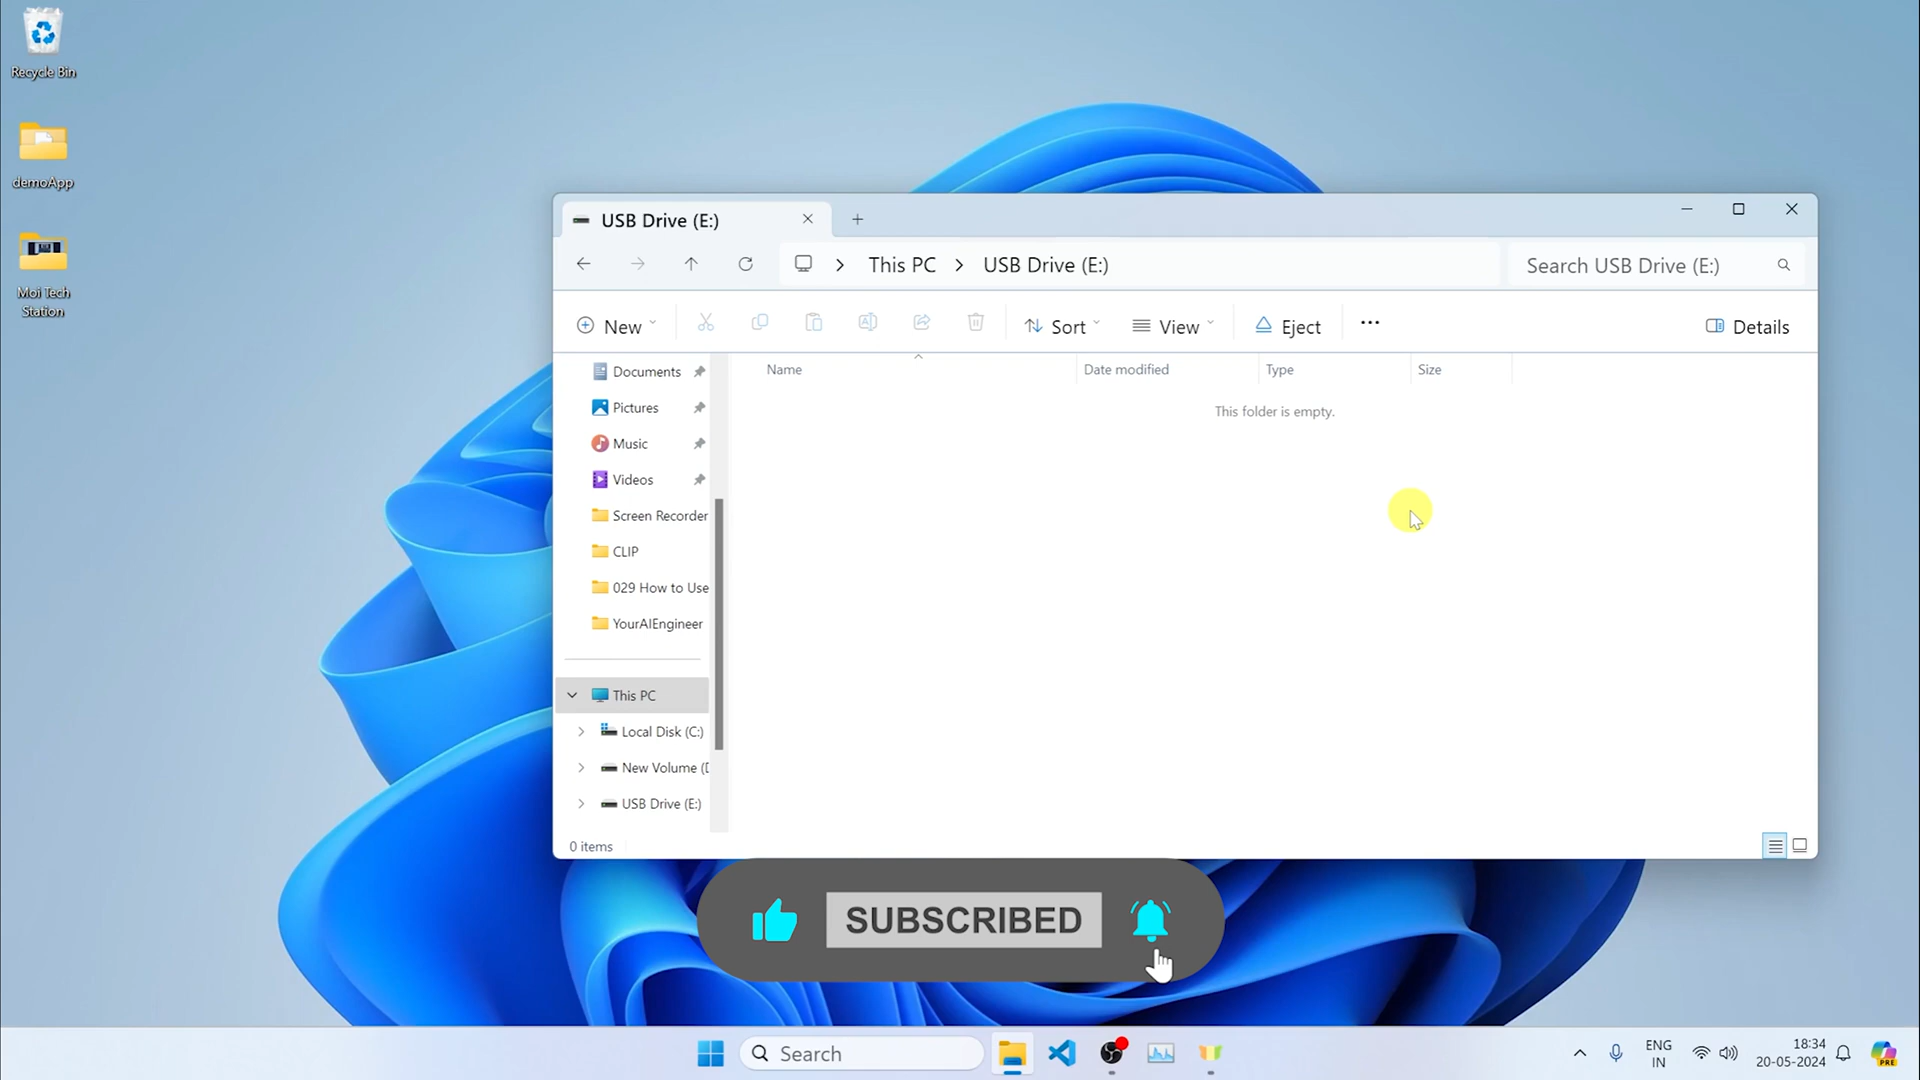 Recycle Bin
demoApp
Moi Tech
Station
USB Drive (E:)
This PC
USB Drive (E:)
Search USB Drive (E:)
New
Sort
View
Eject
Details
Name
Date modified
Type
Size
This folder is empty.
Documents
Pictures
Music
Videos
Screen Recorder
CLIP
029 How to Use
YourAIEngineer
This PC
Local Disk (C:)
New Volume (D
USB Drive (E:)
0 items
SUBSCRIBED
Search
ENG
IN
18:34
20-05-2024
PRE